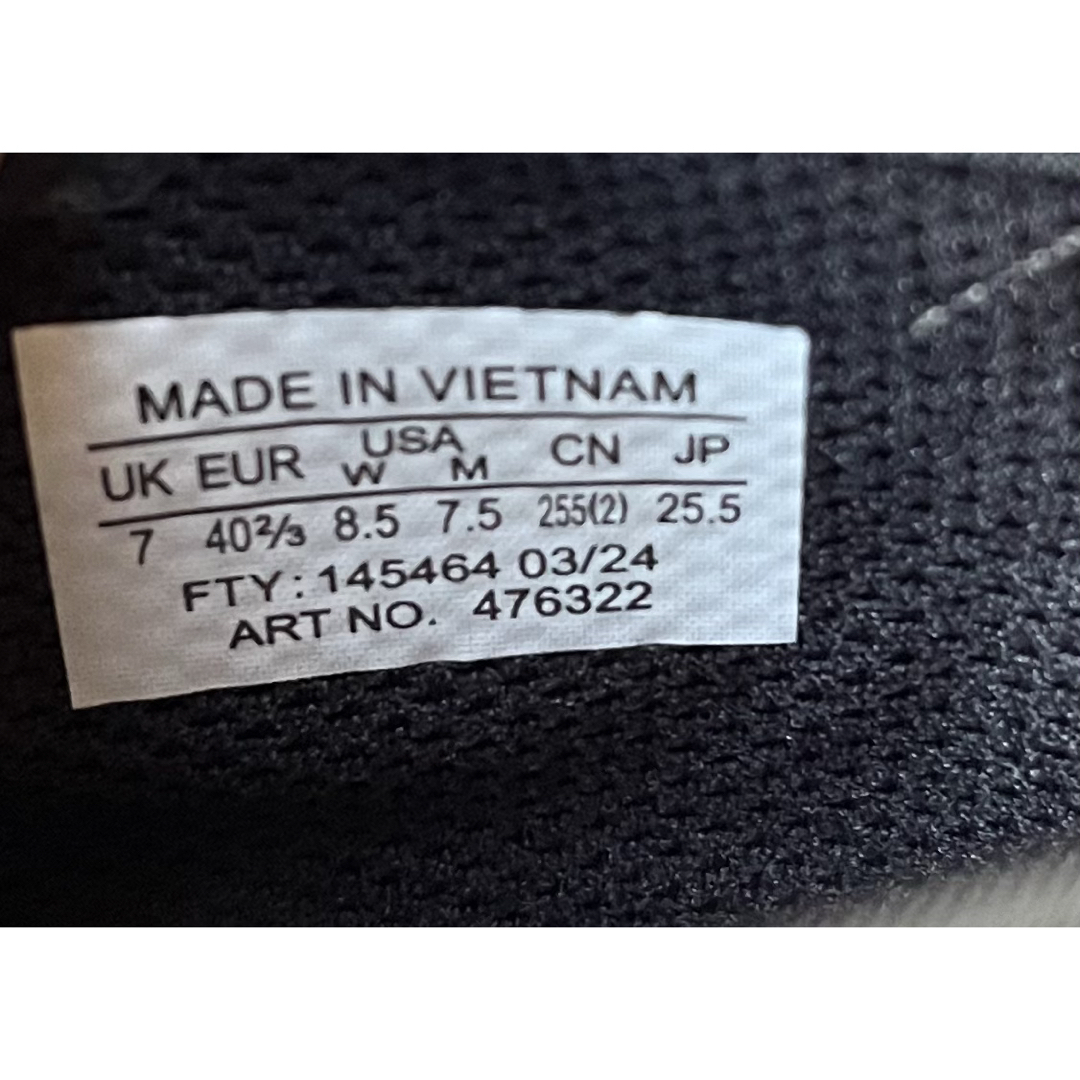 MADE IN VIETNAM
UK EUR USA CN JP
W M
7 40⅔ 8.5 7.5 255(2) 25.5
FTY: 145464 03/24
ART NO. 476322